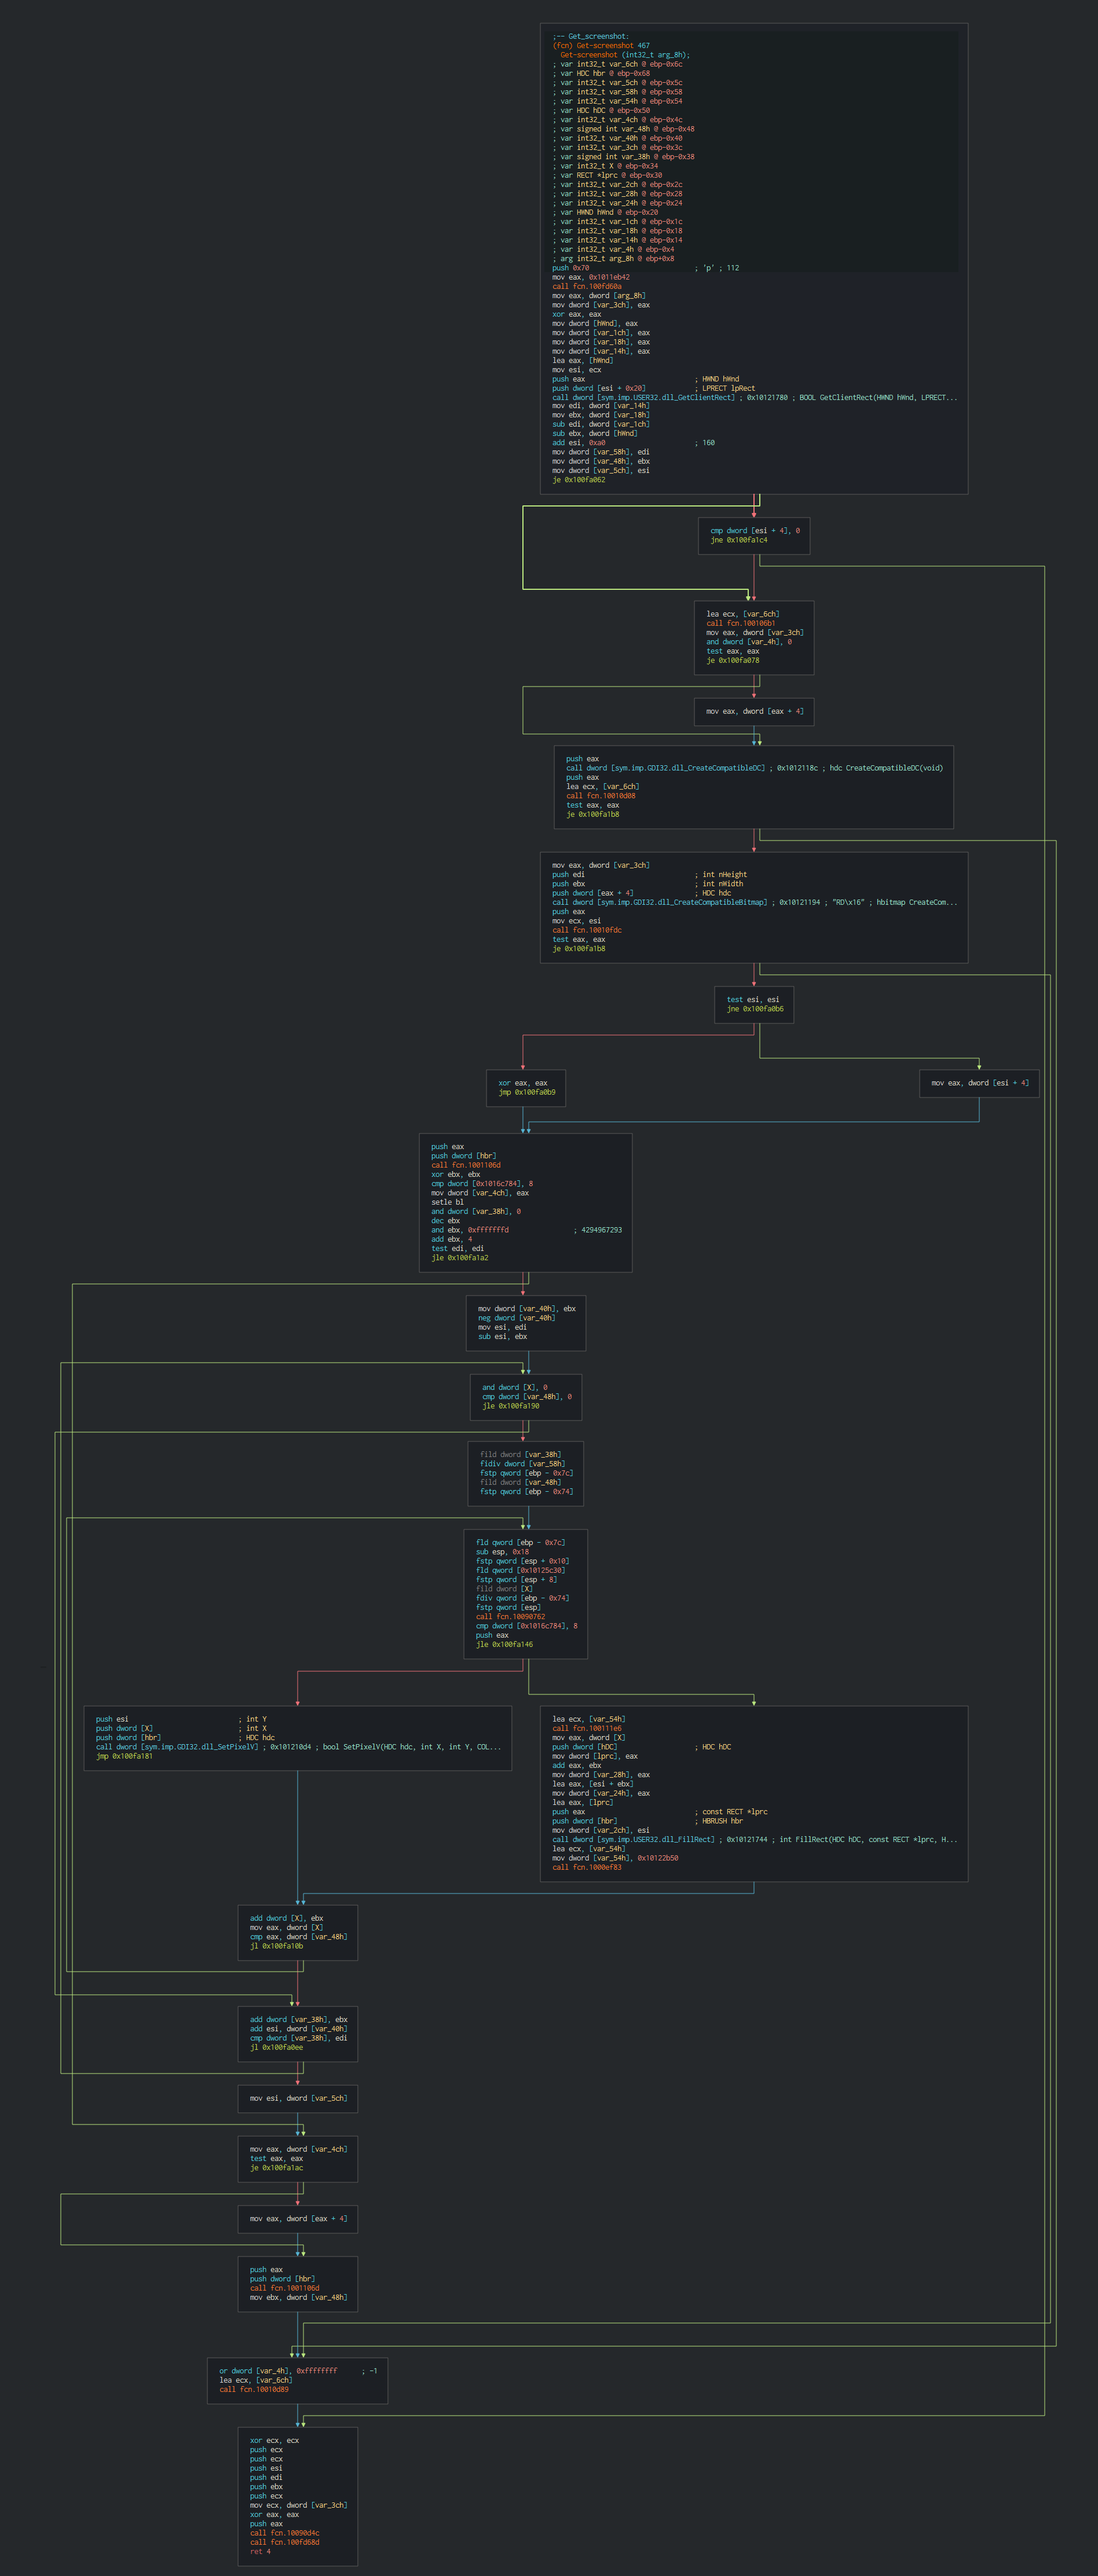 ;-- Get_screenshot:
(fcn) Get-screenshot 467
Get-screenshot (int32_t arg_8h);
; var int32_t var_6ch @ ebp-0x6c
; var HDC hbr @ ebp-0x68
; var int32_t var_5ch @ ebp-0x5c
; var int32_t var_58h @ ebp-0x58
; var int32_t var_54h @ ebp-0x54
; var HDC hDC @ ebp-0x50
; var int32_t var_4ch @ ebp-0x4c
; var signed int var_48h @ ebp-0x48
; var int32_t var_40h @ ebp-0x40
; var int32_t var_3ch @ ebp-0x3c
; var signed int var_38h @ ebp-0x38
; var int32_t X @ ebp-0x34
; var RECT *lprc @ ebp-0x30
; var int32_t var_2ch @ ebp-0x2c
; var int32_t var_28h @ ebp-0x28
; var int32_t var_24h @ ebp-0x24
; var HWND hWnd @ ebp-0x20
; var int32_t var_1ch @ ebp-0x1c
; var int32_t var_18h @ ebp-0x18
; var int32_t var_14h @ ebp-0x14
; var int32_t var_4h @ ebp-0x4
; arg int32_t arg_8h @ ebp+0x8
push 0x70 ; 'p' ; 112
mov eax, 0x1011eb42
call fcn.100fd60a
mov eax, dword [arg_8h]
mov dword [var_3ch], eax
xor eax, eax
mov dword [hWnd], eax
mov dword [var_1ch], eax
mov dword [var_18h], eax
mov dword [var_14h], eax
lea eax, [hWnd]
mov esi, ecx
push eax ; HWND hWnd
push dword [esi + 0x20] ; LPRECT lpRect
call dword [sym.imp.USER32.dll_GetClientRect] ; 0x10121780 ; BOOL GetClientRect(HWND hWnd, LPRECT...
mov edi, dword [var_14h]
mov ebx, dword [var_18h]
sub edi, dword [var_1ch]
sub ebx, dword [hWnd]
add esi, 0xa0 ; 160
mov dword [var_58h], edi
mov dword [var_48h], ebx
mov dword [var_5ch], esi
je 0x100fa062
cmp dword [esi + 4], 0
jne 0x100fa1c4
lea ecx, [var_6ch]
call fcn.100106b1
mov eax, dword [var_3ch]
and dword [var_4h], 0
test eax, eax
je 0x100fa078
mov eax, dword [eax + 4]
push eax
call dword [sym.imp.GDI32.dll_CreateCompatibleDC] ; 0x1012118c ; hdc CreateCompatibleDC(void)
push eax
lea ecx, [var_6ch]
call fcn.10010d08
test eax, eax
je 0x100fa1b8
mov eax, dword [var_3ch]
push edi ; int nHeight
push ebx ; int nWidth
push dword [eax + 4] ; HDC hdc
call dword [sym.imp.GDI32.dll_CreateCompatibleBitmap] ; 0x10121194 ; "RD\x16" ; hbitmap CreateCom...
push eax
mov ecx, esi
call fcn.10010fdc
test eax, eax
je 0x100fa1b8
test esi, esi
jne 0x100fa0b6
xor eax, eax
jmp 0x100fa0b9
mov eax, dword [esi + 4]
push eax
push dword [hbr]
call fcn.1001106d
xor ebx, ebx
cmp dword [0x1016c784], 8
mov dword [var_4ch], eax
setle bl
and dword [var_38h], 0
dec ebx
and ebx, 0xfffffffd ; 4294967293
add ebx, 4
test edi, edi
jle 0x100fa1a2
mov dword [var_40h], ebx
neg dword [var_40h]
mov esi, edi
sub esi, ebx
and dword [X], 0
cmp dword [var_48h], 0
jle 0x100fa190
fild dword [var_38h]
fidiv dword [var_58h]
fstp qword [ebp - 0x7c]
fild dword [var_48h]
fstp qword [ebp - 0x74]
fld qword [ebp - 0x7c]
sub esp, 0x18
fstp qword [esp + 0x10]
fld qword [0x10125c30]
fstp qword [esp + 8]
fild dword [X]
fdiv qword [ebp - 0x74]
fstp qword [esp]
call fcn.10090762
cmp dword [0x1016c784], 8
push eax
jle 0x100fa146
push esi ; int Y
push dword [X] ; int X
push dword [hbr] ; HDC hdc
call dword [sym.imp.GDI32.dll_SetPixelV] ; 0x101210d4 ; bool SetPixelV(HDC hdc, int X, int Y, COL...
jmp 0x100fa181
lea ecx, [var_54h]
call fcn.100111e6
mov eax, dword [X]
push dword [hDC] ; HDC hDC
mov dword [lprc], eax
add eax, ebx
mov dword [var_28h], eax
lea eax, [esi + ebx]
mov dword [var_24h], eax
lea eax, [lprc]
push eax ; const RECT *lprc
push dword [hbr] ; HBRUSH hbr
mov dword [var_2ch], esi
call dword [sym.imp.USER32.dll_FillRect] ; 0x10121744 ; int FillRect(HDC hDC, const RECT *lprc, H...
lea ecx, [var_54h]
mov dword [var_54h], 0x10122b50
call fcn.1000ef83
add dword [X], ebx
mov eax, dword [X]
cmp eax, dword [var_48h]
jl 0x100fa10b
add dword [var_38h], ebx
add esi, dword [var_40h]
cmp dword [var_38h], edi
jl 0x100fa0ee
mov esi, dword [var_5ch]
mov eax, dword [var_4ch]
test eax, eax
je 0x100fa1ac
mov eax, dword [eax + 4]
push eax
push dword [hbr]
call fcn.1001106d
mov ebx, dword [var_48h]
or dword [var_4h], 0xffffffff ; -1
lea ecx, [var_6ch]
call fcn.10010d89
xor ecx, ecx
push ecx
push ecx
push esi
push edi
push ebx
push ecx
mov ecx, dword [var_3ch]
xor eax, eax
push eax
call fcn.10090d4c
call fcn.100fd68d
ret 4